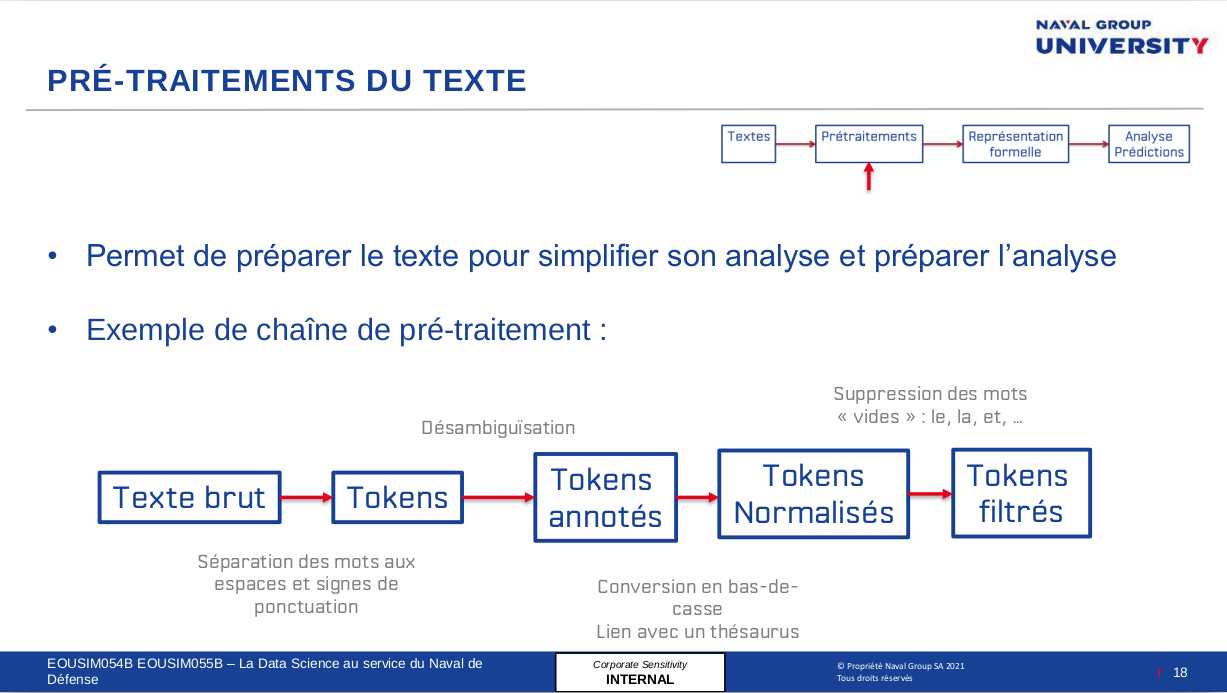 NAVAL GROUP
UNIVERSITY
PRÉ-TRAITEMENTS DU TEXTE
Textes
Prétraitements
Représentation
formelle
Analyse
Prédictions
• Permet de préparer le texte pour simplifier son analyse et préparer l’analyse
• Exemple de chaîne de pré-traitement :
Suppression des mots
« vides » : le, la, et, …
Désambiguïsation
Texte brut
Tokens
Tokens
annotés
Tokens
Normalisés
Tokens
filtrés
Séparation des mots aux
espaces et signes de
ponctuation
Conversion en bas-de-
casse
Lien avec un thésaurus
EOUSIM054B EOUSIM055B – La Data Science au service du Naval de
Défense
Corporate Sensitivity
INTERNAL
© Propriété Naval Group SA 2021
Tous droits réservés
18